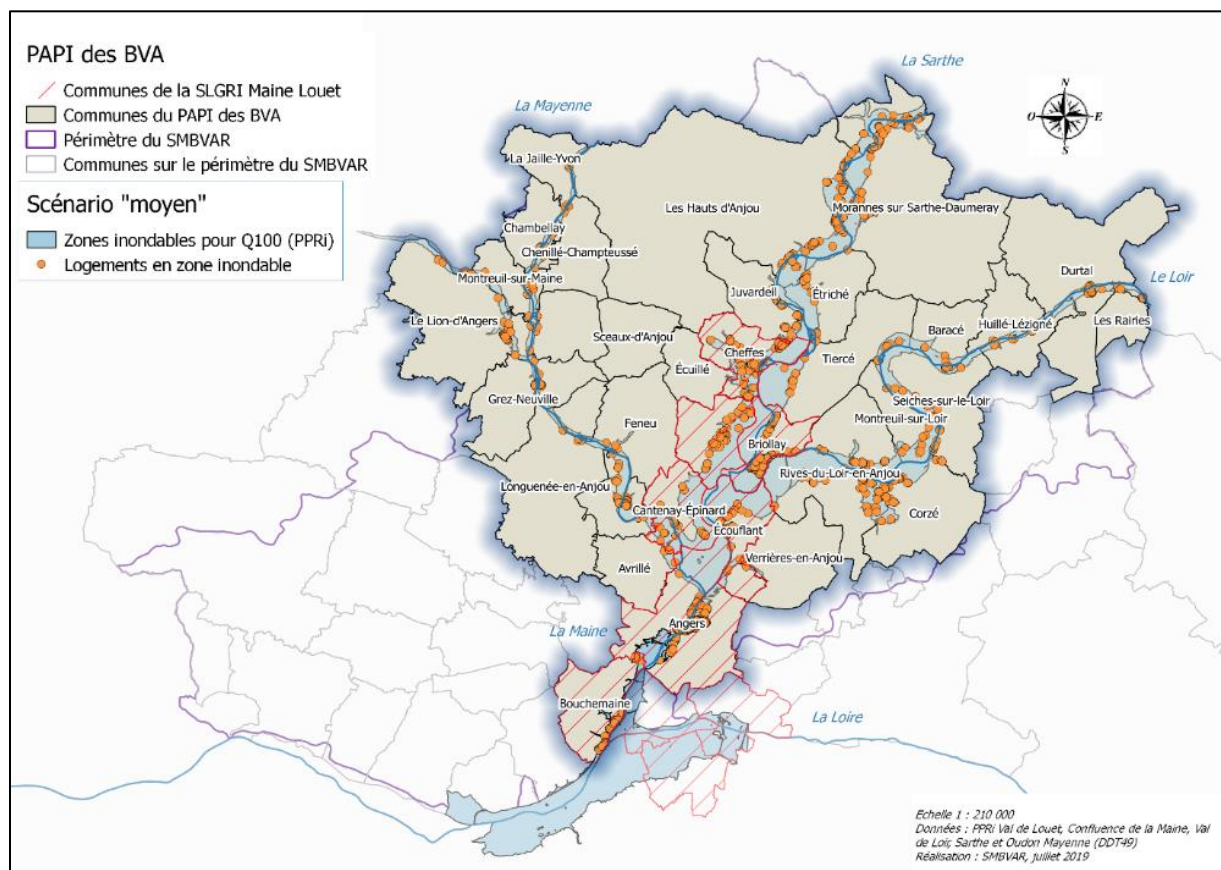 PAPI des BVA
Communes de la SLGRI Maine Louet
Communes du PAPI des BVA
Périmètre du SMBVAR
Communes sur le périmètre du SMBVAR
Scénario "moyen"
Zones inondables pour Q100 (PPRi)
Logements en zone inondable
La Sarthe
La Mayenne
N
O
E
S
La Jaille-Yvon
Les Hauts d'Anjou
Morannes sur Sarthe-Daumeray
Chambellay
Chenillé-Champteussé
Durtal
Le Loir
Montreuil-sur-Maine
Juvardeil
Étriché
Huillé-Lézigné
Les Rairies
Baracé
Le Lion-d'Angers
Sceaux-d'Anjou
Cheffes
Tiercé
Écuillé
Seiches-sur-le-Loir
Grez-Neuville
Montreuil-sur-Loir
Feneu
Briollay
Rives-du-Loir-en-Anjou
Longuenée-en-Anjou
Cantenay-Épinard
Corzé
Écouflant
Verrières-en-Anjou
Avrillé
Angers
La Maine
Bouchemaine
La Loire
Echelle 1 : 210 000
Données : PPRi Val de Louet, Confluence de la Maine, Val
de Loir, Sarthe et Oudon Mayenne (DDT49)
Réalisation : SMBVAR, juillet 2019